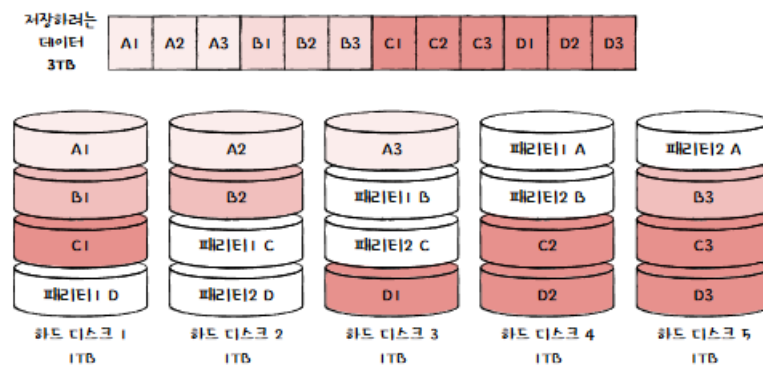 저장하려는
데이터
3TB
A1 A2 A3 B1 B2 B3 C1 C2 C3 D1 D2 D3
A1 A2 A3 패리티1 A 패리티2 A
B1 B2 패리티1 B 패리티2 B B3
C1 패리티1 C 패리티2 C C2 C3
패리티1 D 패리티2 D D1 D2 D3
하드 디스크 1 하드 디스크 2 하드 디스크 3 하드 디스크 4 하드 디스크 5
1TB 1TB 1TB 1TB 1TB